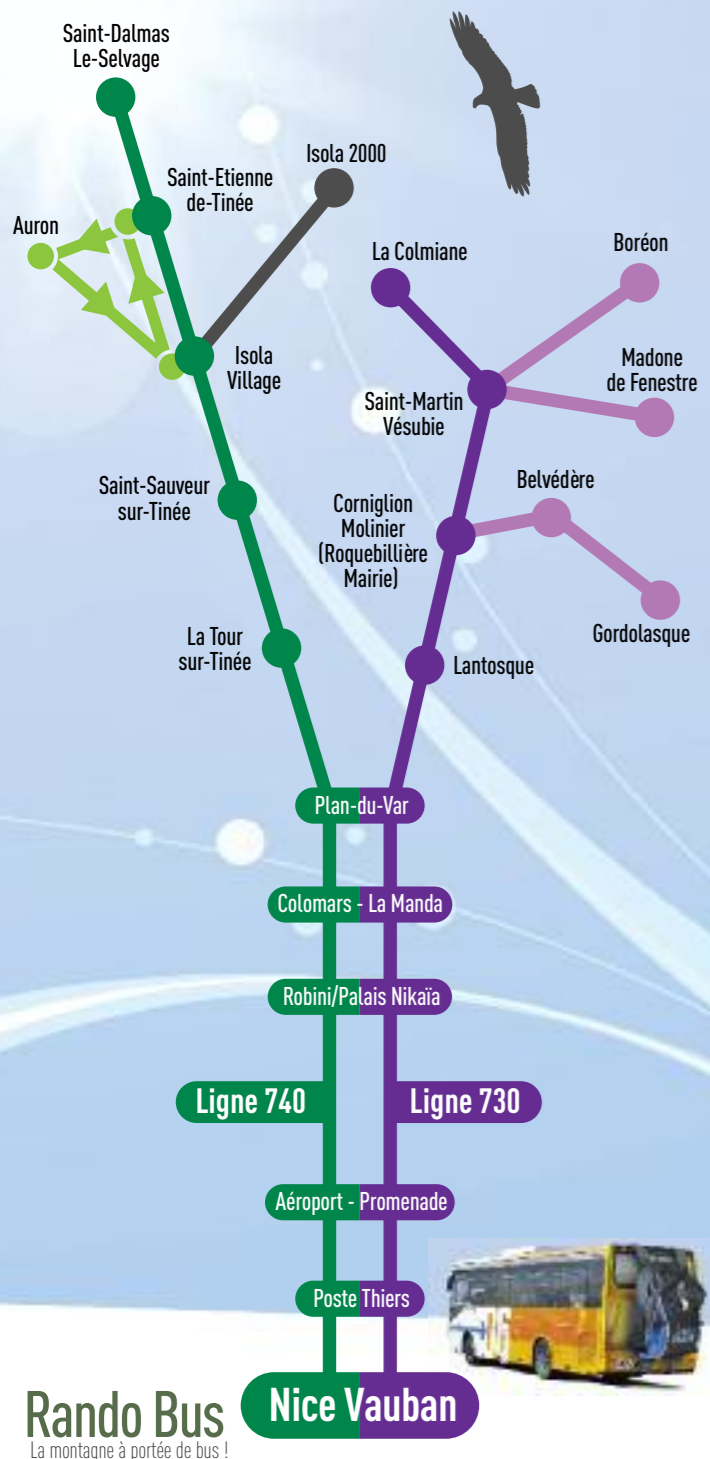 Saint-Dalmas
Le-Selvage
Isola 2000
Saint-Etienne
de-Tinée
Auron
La Colmiane
Boréon
Isola
Village
Madone
de Fenestre
Saint-Martin
Vésubie
Saint-Sauveur
sur-Tinée
Belvédère
Corniglion
Molinier
(Roquebillière
Mairie)
La Tour
sur-Tinée
Gordolasque
Lantosque
Plan-du-Var
Colomars - La Manda
Robini/Palais Nikaïa
Ligne 740
Ligne 730
Aéroport - Promenade
Poste Thiers
Nice Vauban
Rando Bus
La montagne à portée de bus !